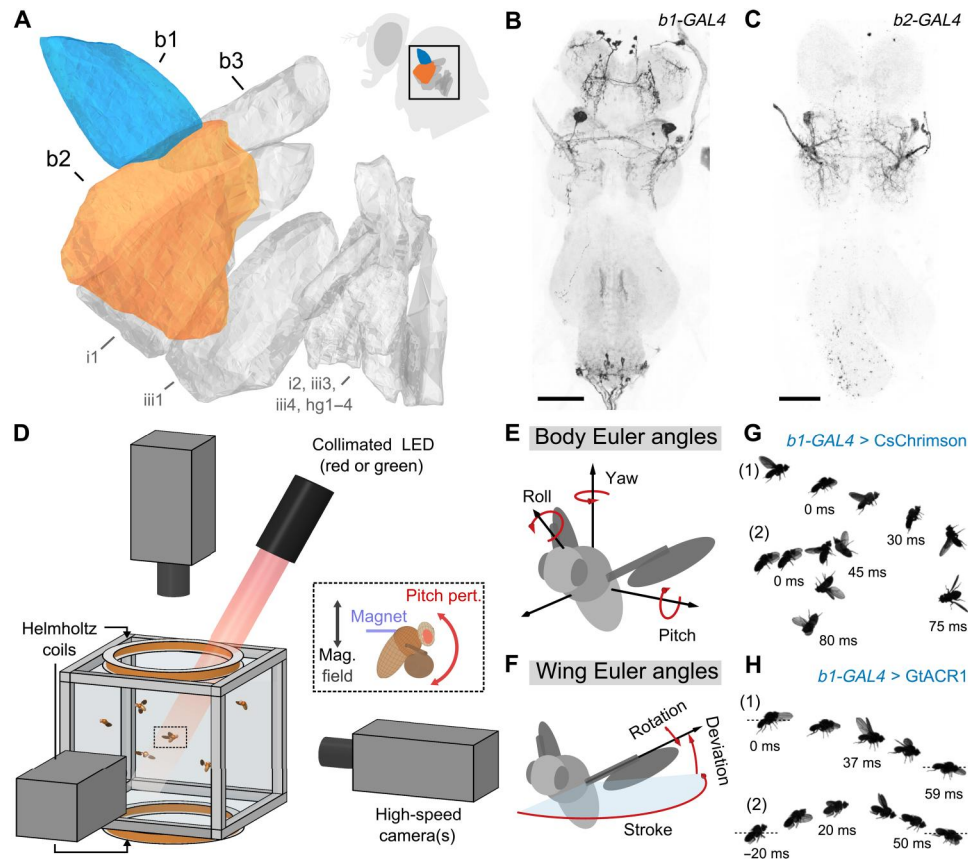 A
b1
b3
b2
i1
iii1
i2, iii3,
iii4, hg1–4
B
b1-GAL4
C
b2-GAL4
D
Collimated LED
(red or green)
Helmholtz
coils
Pitch pert.
Magnet
Mag.
field
High-speed
camera(s)
E
Body Euler angles
Yaw
Roll
Pitch
F
Wing Euler angles
Rotation
Deviation
Stroke
G
b1-GAL4 > CsChrimson
(1)
0 ms
30 ms
(2)
0 ms
45 ms
75 ms
80 ms
H
b1-GAL4 > GtACR1
(1)
0 ms
37 ms
59 ms
(2)
−20 ms
20 ms
50 ms